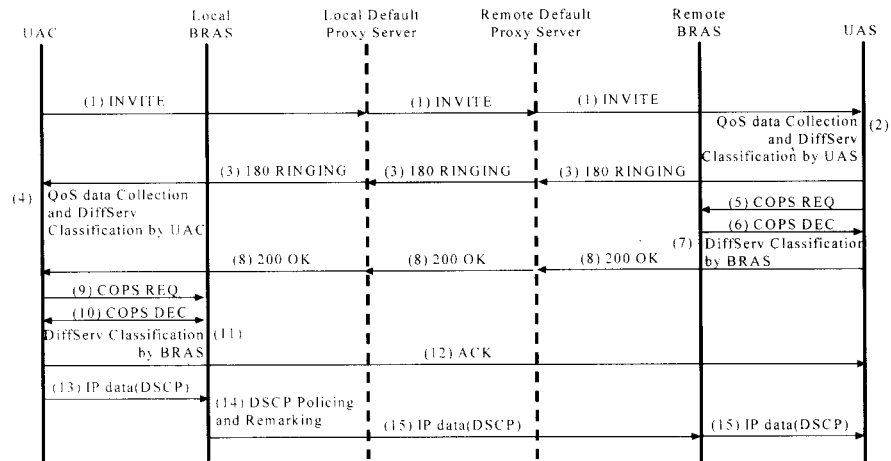 UAC
Local
BRAS
Local Default
Proxy Server
Remote Default
Proxy Server
Remote
BRAS
UAS
(1) INVITE
(1) INVITE
(1) INVITE
QoS data Collection
and DiffServ
Classification by UAS
(2)
(3) 180 RINGING
(3) 180 RINGING
(3) 180 RINGING
(4)
QoS data Collection
and DiffServ
Classification by UAC
(5) COPS REQ
(6) COPS DEC
(7) DiffServ Classification
by BRAS
(8) 200 OK
(8) 200 OK
(8) 200 OK
(9) COPS REQ
(10) COPS DEC
DiffServ Classification
by BRAS
(11)
(12) ACK
(13) IP data(DSCP)
(14) DSCP Policing
and Remarking
(15) IP data(DSCP)
(15) IP data(DSCP)